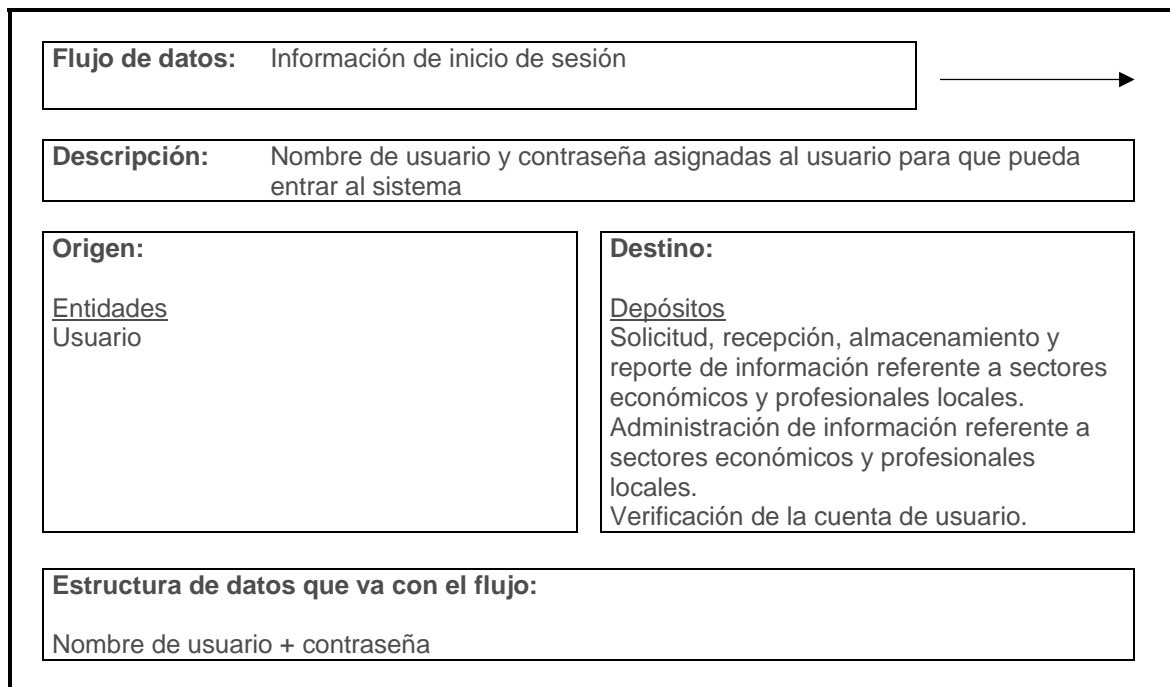 Flujo de datos: Información de inicio de sesión
Descripción: Nombre de usuario y contraseña asignadas al usuario para que pueda
entrar al sistema
Origen:
Entidades
Usuario
Destino:
Depósitos
Solicitud, recepción, almacenamiento y
reporte de información referente a sectores
económicos y profesionales locales.
Administración de información referente a
sectores económicos y profesionales
locales.
Verificación de la cuenta de usuario.
Estructura de datos que va con el flujo:
Nombre de usuario + contraseña